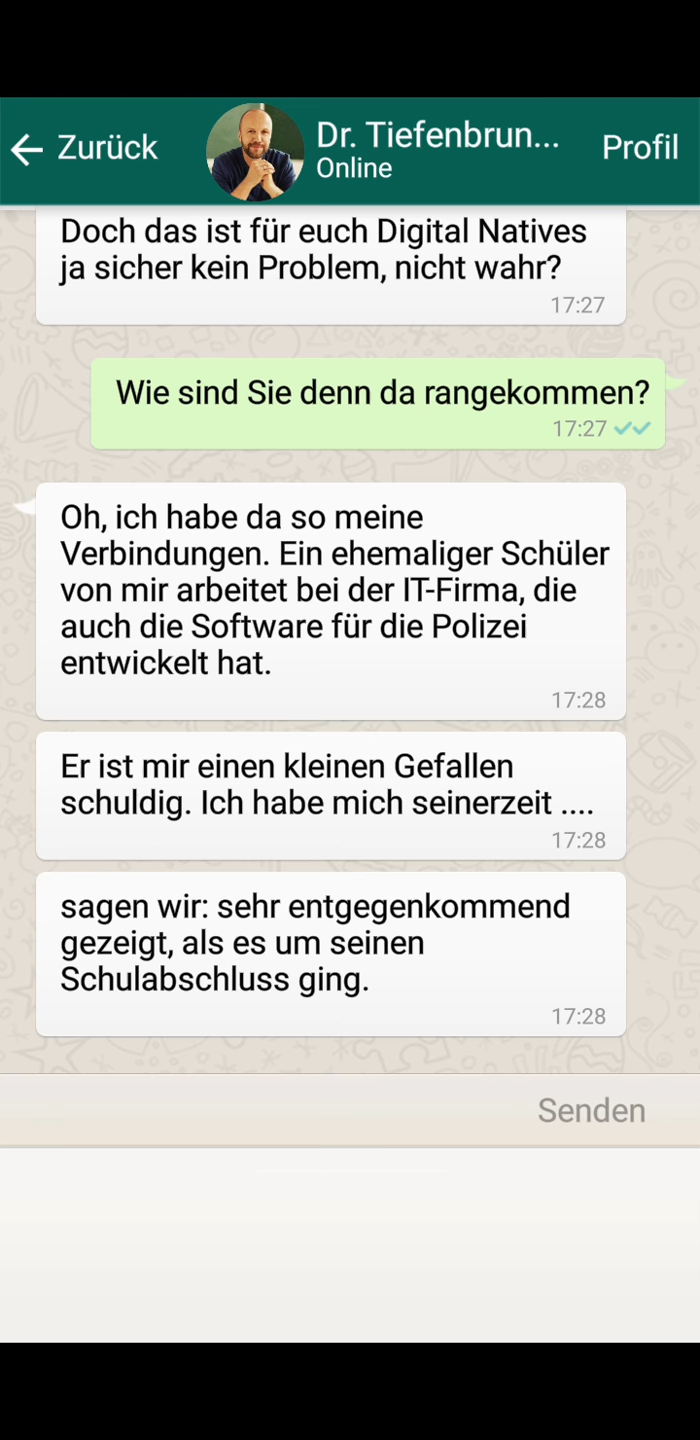 Zurück
Dr. Tiefenbrun...
Online
Profil
Doch das ist für euch Digital Natives
ja sicher kein Problem, nicht wahr?
17:27
Wie sind Sie denn da rangekommen?
17:27
Oh, ich habe da so meine
Verbindungen. Ein ehemaliger Schüler
von mir arbeitet bei der IT-Firma, die
auch die Software für die Polizei
entwickelt hat.
17:28
Er ist mir einen kleinen Gefallen
schuldig. Ich habe mich seinerzeit ....
17:28
sagen wir: sehr entgegenkommend
gezeigt, als es um seinen
Schulabschluss ging.
17:28
Senden